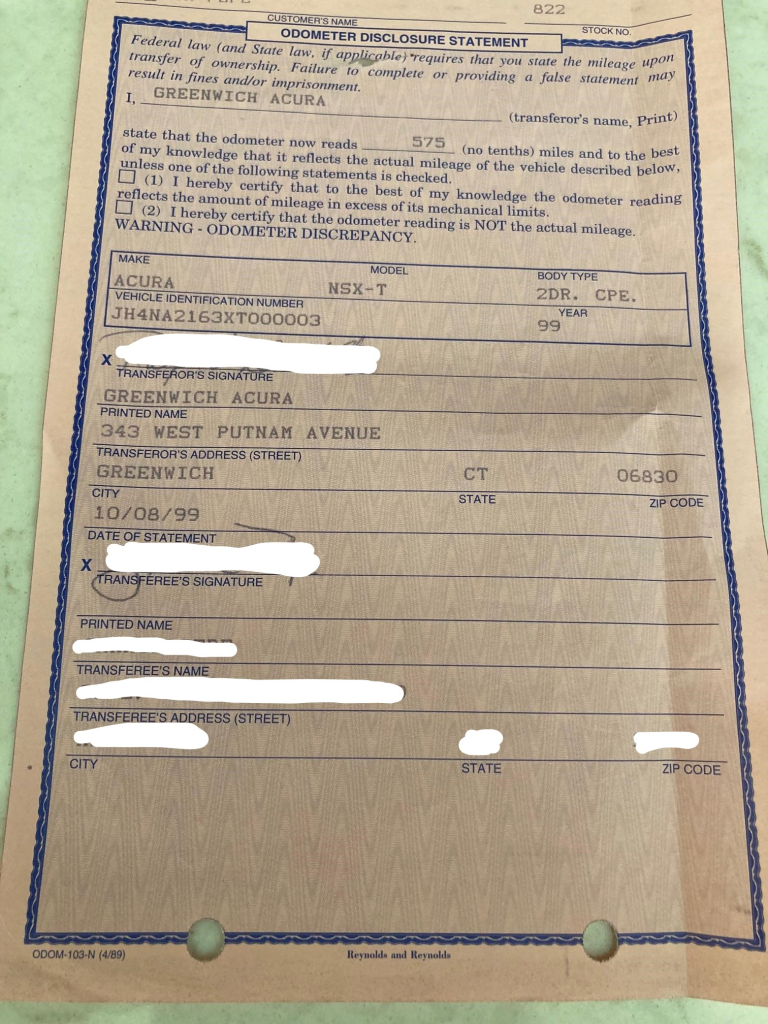 822
CUSTOMER'S NAME
STOCK NO.
ODOMETER DISCLOSURE STATEMENT
Federal law (and State law, if applicable) requires that you state the mileage upon
transfer of ownership. Failure to complete or providing a false statement may
result in fines and/or imprisonment.
I, GREENWICH ACURA
(transferor's name, Print)
state that the odometer now reads 575 (no tenths) miles and to the best
of my knowledge that it reflects the actual mileage of the vehicle described below,
unless one of the following statements is checked.
(1) I hereby certify that to the best of my knowledge the odometer reading
reflects the amount of mileage in excess of its mechanical limits.
(2) I hereby certify that the odometer reading is NOT the actual mileage.
WARNING - ODOMETER DISCREPANCY.
MAKE MODEL BODY TYPE
ACURA NSX-T 2DR. CPE.
VEHICLE IDENTIFICATION NUMBER YEAR
JH4NA2163XT000003 99
X
TRANSFEROR'S SIGNATURE
GREENWICH ACURA
PRINTED NAME
343 WEST PUTNAM AVENUE
TRANSFEROR'S ADDRESS (STREET)
GREENWICH CT 06830
CITY STATE ZIP CODE
10/08/99
DATE OF STATEMENT
X
TRANSFEREE'S SIGNATURE
PRINTED NAME
TRANSFEREE'S NAME
TRANSFEREE'S ADDRESS (STREET)
CITY STATE ZIP CODE
ODOM-103-N (4/89) Reynolds and Reynolds